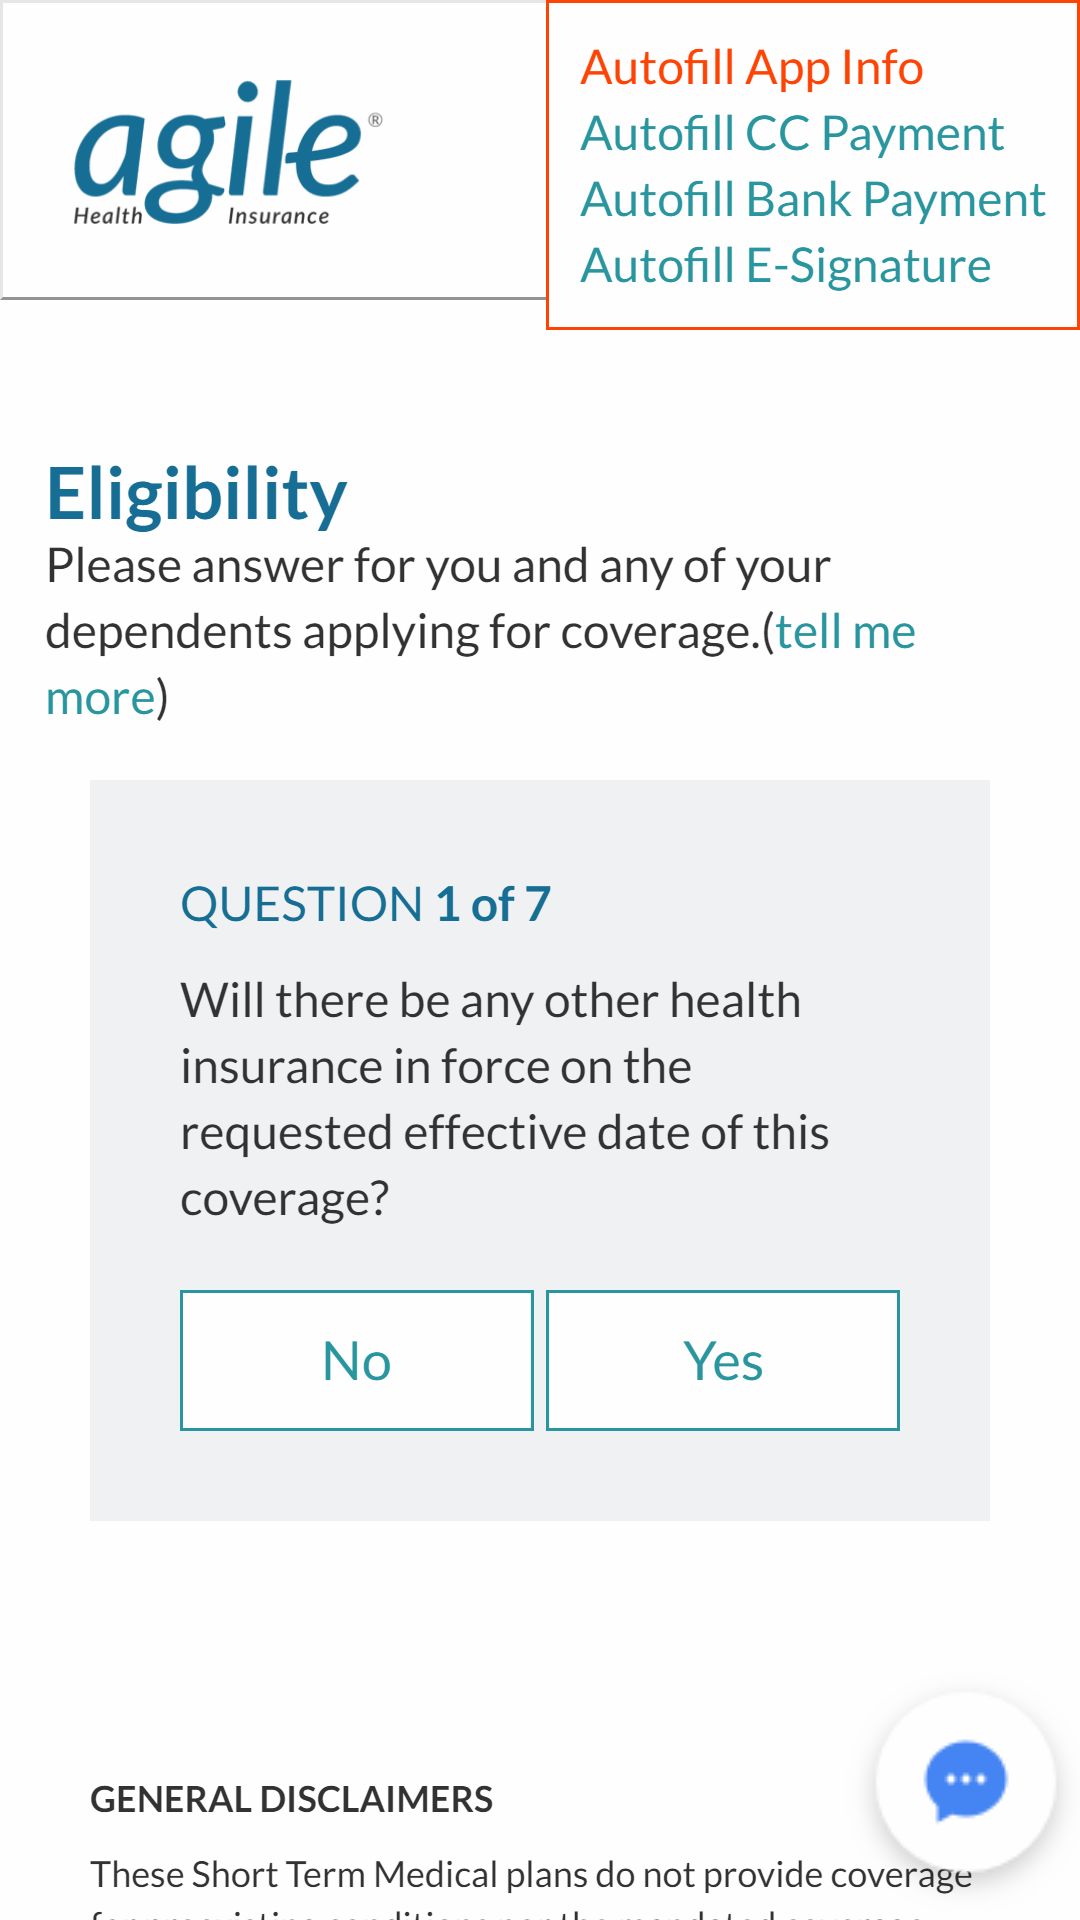 agile®
Health Insurance
Autofill App Info
Autofill CC Payment
Autofill Bank Payment
Autofill E-Signature
Eligibility
Please answer for you and any of your
dependents applying for coverage.(tell me
more)
QUESTION 1 of 7
Will there be any other health
insurance in force on the
requested effective date of this
coverage?
No Yes
GENERAL DISCLAIMERS
These Short Term Medical plans do not provide coverage